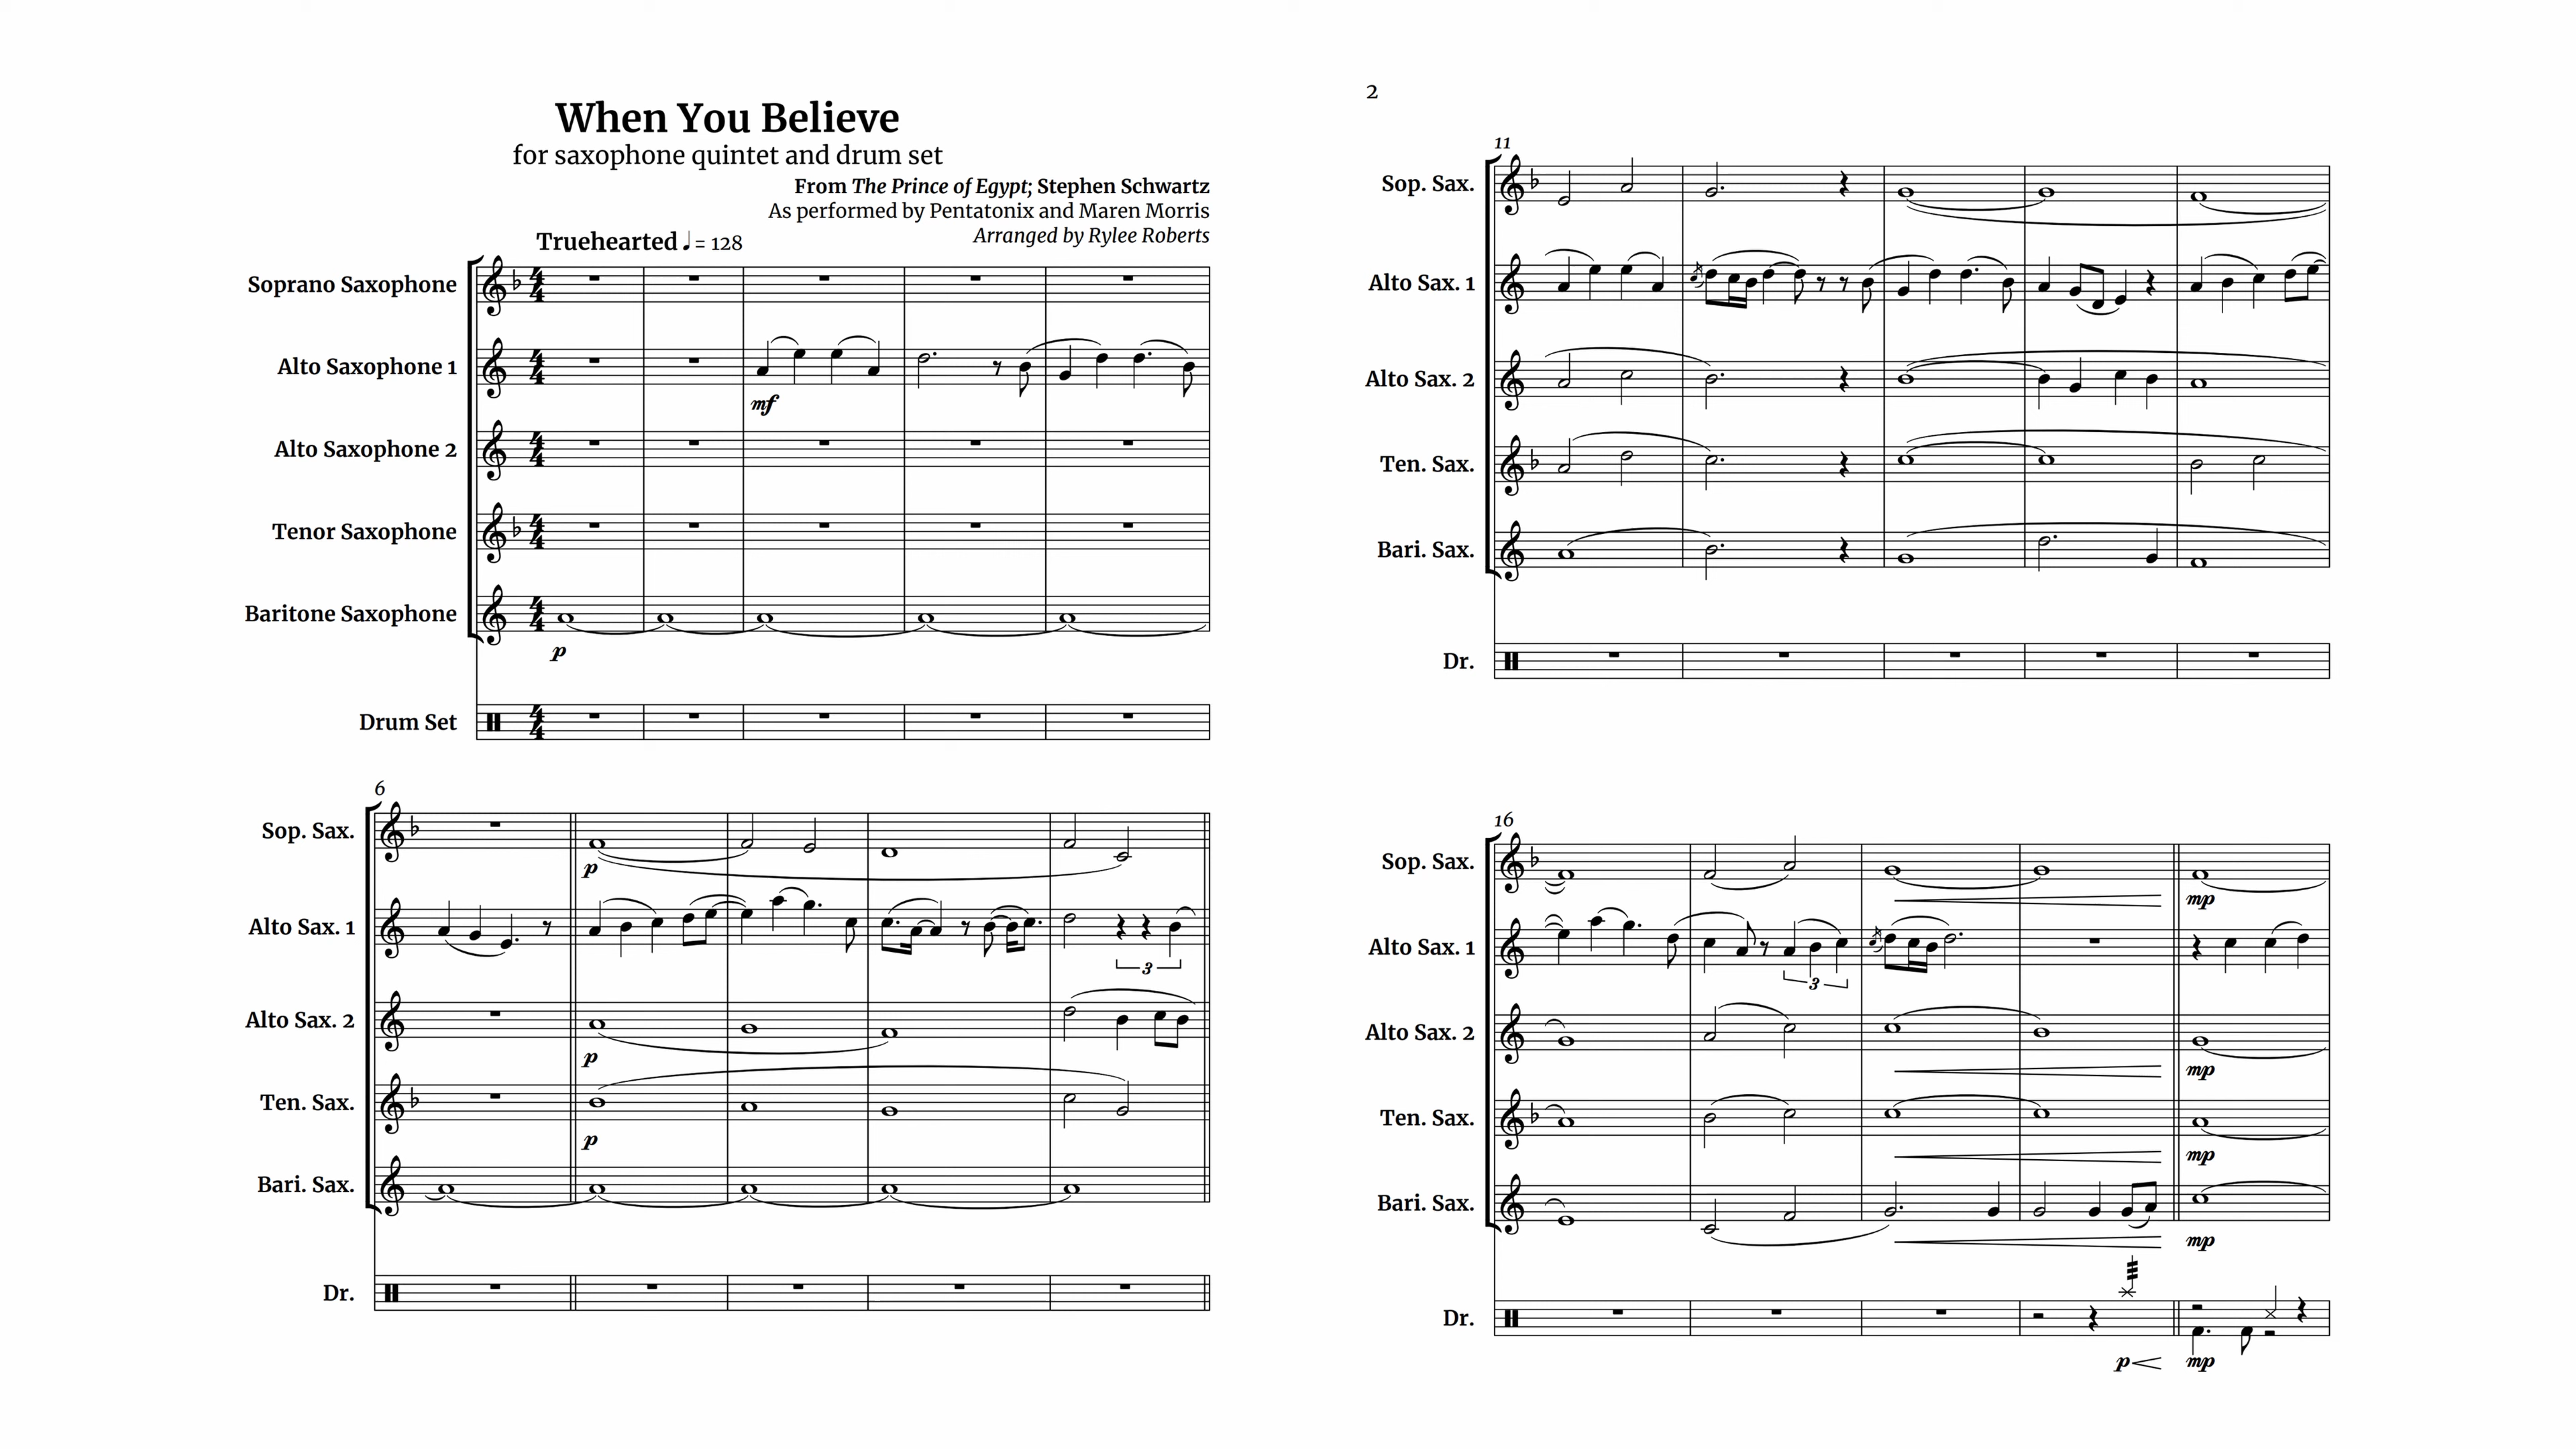 When You Believe
for saxophone quintet and drum set
From The Prince of Egypt; Stephen Schwartz
As performed by Pentatonix and Maren Morris
Arranged by Rylee Roberts
Truehearted ♩ = 128
Soprano Saxophone
Alto Saxophone 1
mf
Alto Saxophone 2
Tenor Saxophone
Baritone Saxophone
p
Drum Set
6
Sop. Sax.
p
Alto Sax. 1
3
Alto Sax. 2
p
Ten. Sax.
p
Bari. Sax.
Dr.
2
11
Sop. Sax.
Alto Sax. 1
Alto Sax. 2
Ten. Sax.
Bari. Sax.
Dr.
16
Sop. Sax.
mp
Alto Sax. 1
3
Alto Sax. 2
mp
Ten. Sax.
mp
Bari. Sax.
mp
Dr.
p mp